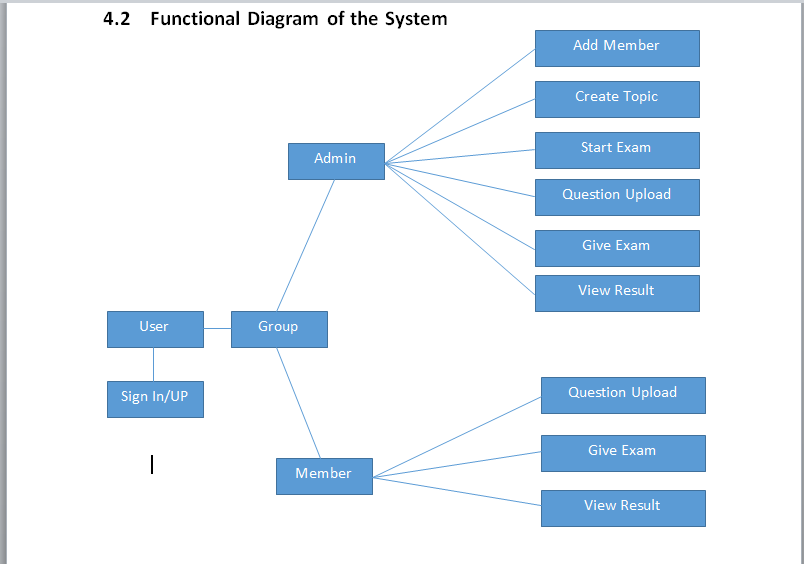 4.2 Functional Diagram of the System
Add Member
Create Topic
Admin
Start Exam
Question Upload
Give Exam
View Result
User
Group
Sign In/UP
Question Upload
Give Exam
Member
View Result